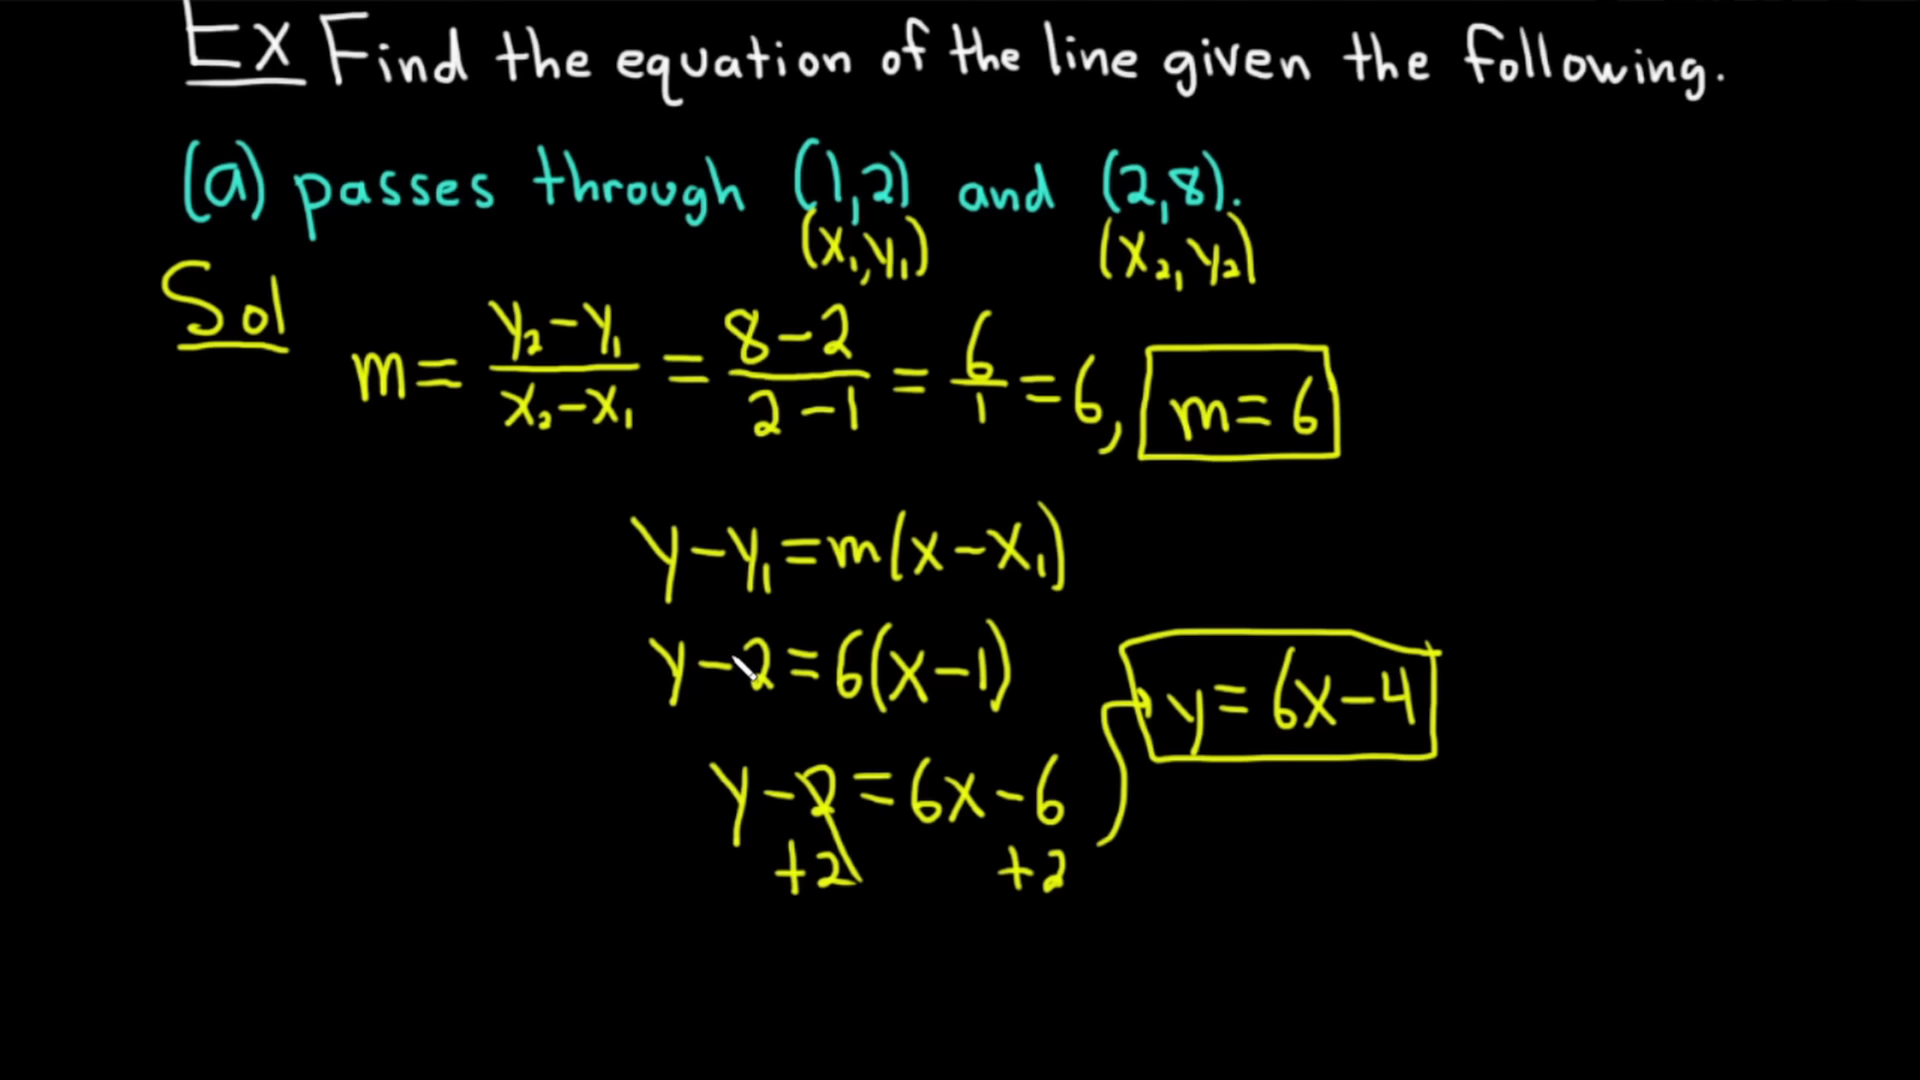 Ex Find the equation of the line given the following.
(a) passes through (1,2) and (2,8).
(x₁,y₁) (x₂,y₂)
Sol
m = (y₂-y₁)/(x₂-x₁) = (8-2)/(2-1) = 6/1 = 6, m = 6
y-y₁ = m(x-x₁)
y-2 = 6(x-1)
y = 6x-4
y-2 = 6x-6
+2 +2